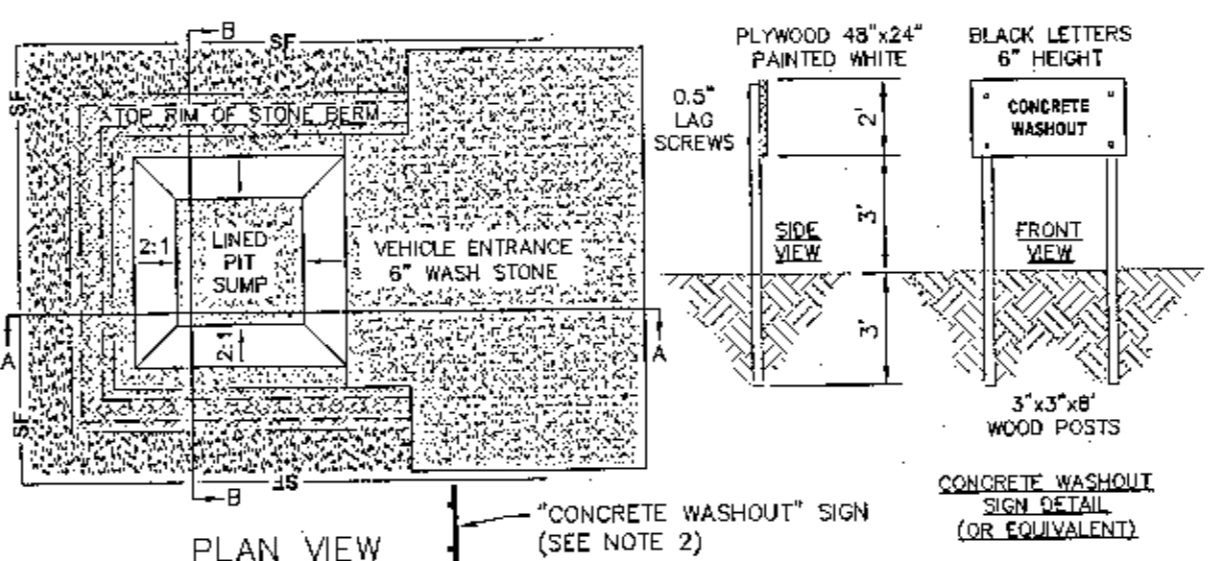 B
SF
SF
TOP RIM OF STONE BERM
2:1
LINED
PIT
SUMP
2:1
VEHICLE ENTRANCE
6" WASH STONE
A
A
SF
SF
B
PLAN VIEW
"CONCRETE WASHOUT" SIGN
(SEE NOTE 2)
PLYWOOD 48"x24"
PAINTED WHITE
0.5"
LAG
SCREWS
2'
3'
3'
SIDE
VIEW
BLACK LETTERS
6" HEIGHT
CONCRETE
WASHOUT
FRONT
VIEW
3"x3"x8'
WOOD POSTS
CONCRETE WASHOUT
SIGN DETAIL
(OR EQUIVALENT)